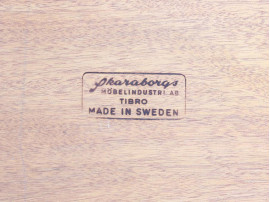 Skaraborgs
MÖBELINDUSTRI AB
TIBRO
MADE IN SWEDEN